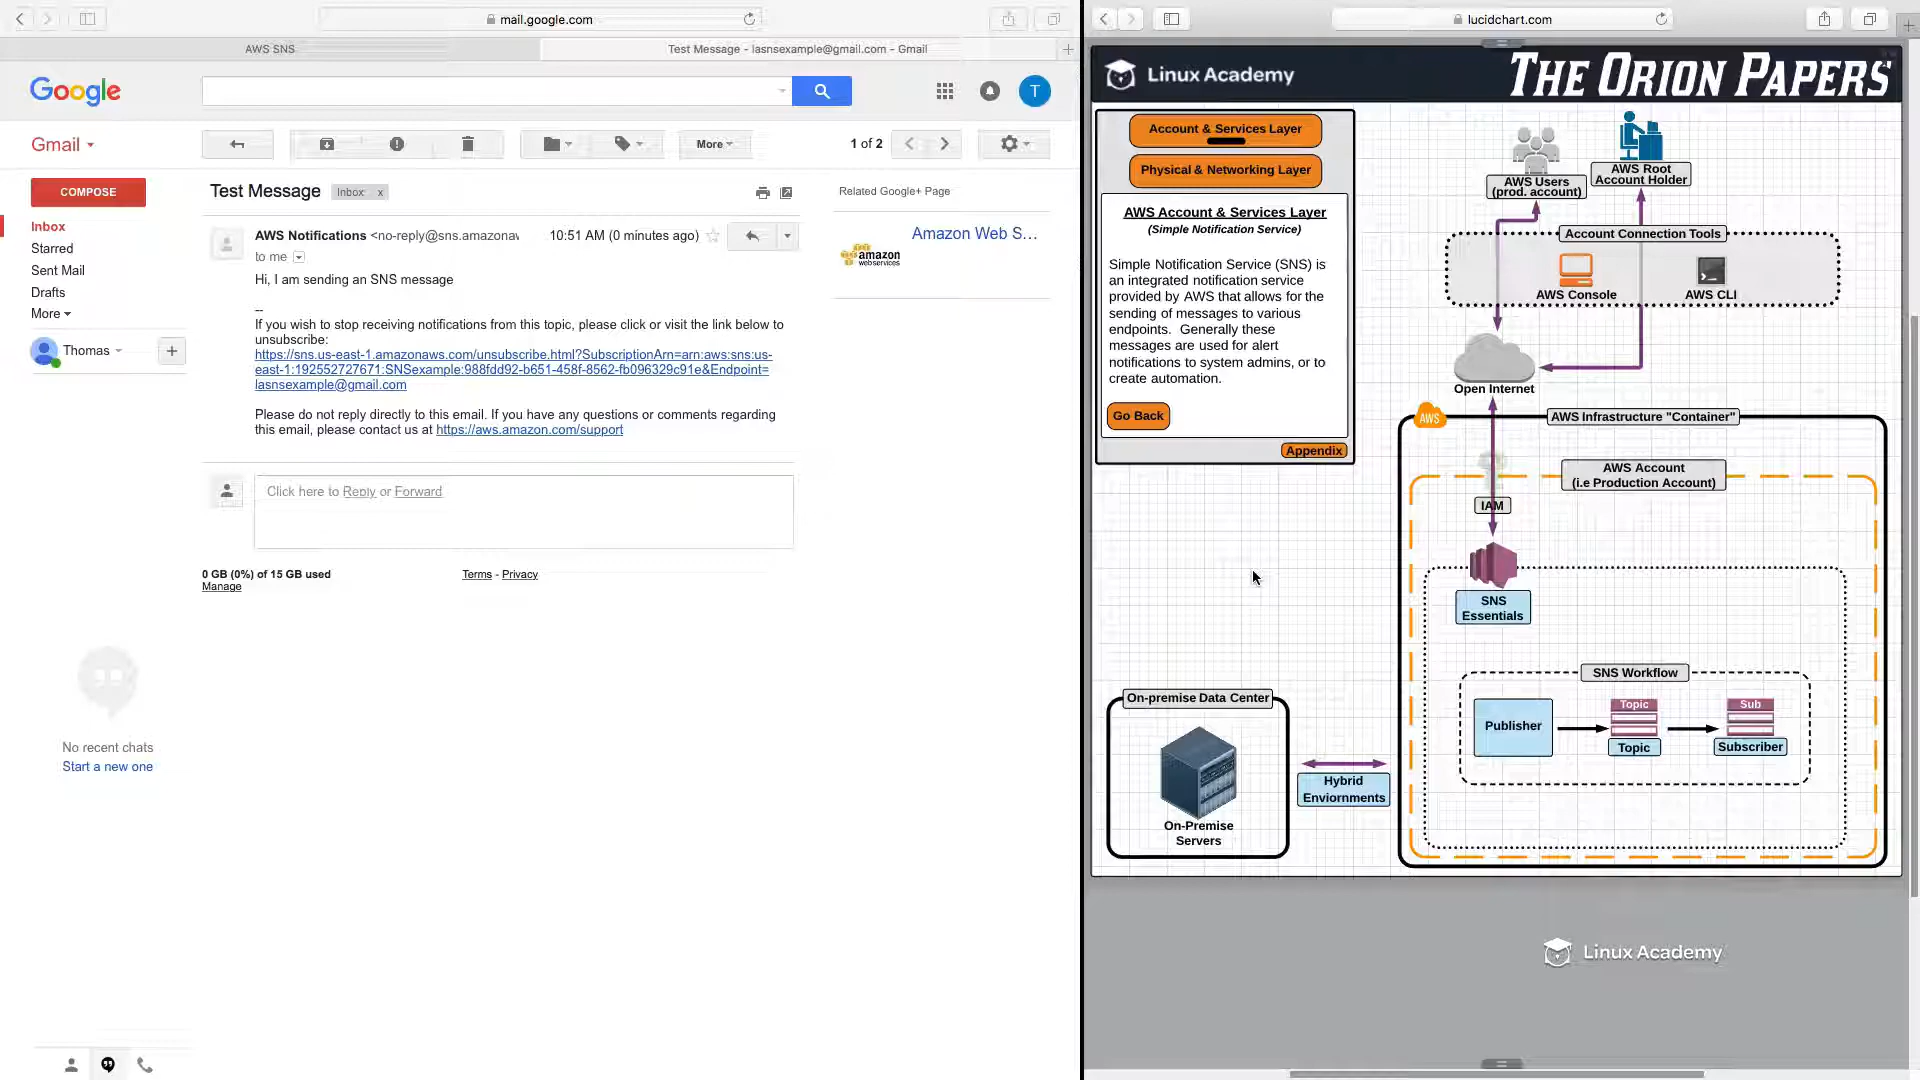 mail.google.com
AWS SNS
Test Message - lasnsexample@gmail.com - Gmail
Google
T
Gmail
More
1 of 2
COMPOSE
Inbox
Starred
Sent Mail
Drafts
More
Thomas
No recent chats
Start a new one
Test Message
Inbox x
AWS Notifications <no-reply@sns.amazonaw
10:51 AM (0 minutes ago)
to me
Hi, I am sending an SNS message
--
If you wish to stop receiving notifications from this topic, please click or visit the link below to
unsubscribe:
https://sns.us-east-1.amazonaws.com/unsubscribe.html?SubscriptionArn=arn:aws:sns:us-
east-1:192552727671:SNSexample:988fdd92-b651-458f-8562-fb096329c91e&Endpoint=
lasnsexample@gmail.com
Please do not reply directly to this email. If you have any questions or comments regarding
this email, please contact us at https://aws.amazon.com/support
Click here to Reply or Forward
0 GB (0%) of 15 GB used
Manage
Terms - Privacy
Related Google+ Page
amazon
webservices
Amazon Web S...
lucidchart.com
Linux Academy
THE ORION PAPERS
Account & Services Layer
Physical & Networking Layer
AWS Account & Services Layer
(Simple Notification Service)
Simple Notification Service (SNS) is
an integrated notification service
provided by AWS that allows for the
sending of messages to various
endpoints. Generally these
messages are used for alert
notifications to system admins, or to
create automation.
Go Back
Appendix
AWS Users
(prod. account)
AWS Root
Account Holder
Account Connection Tools
AWS Console
AWS CLI
Open Internet
AWS
AWS Infrastructure "Container"
AWS Account
(i.e Production Account)
IAM
SNS
Essentials
SNS Workflow
Publisher
Topic
Topic
Sub
Subscriber
On-premise Data Center
On-Premise
Servers
Hybrid
Enviornments
Linux Academy